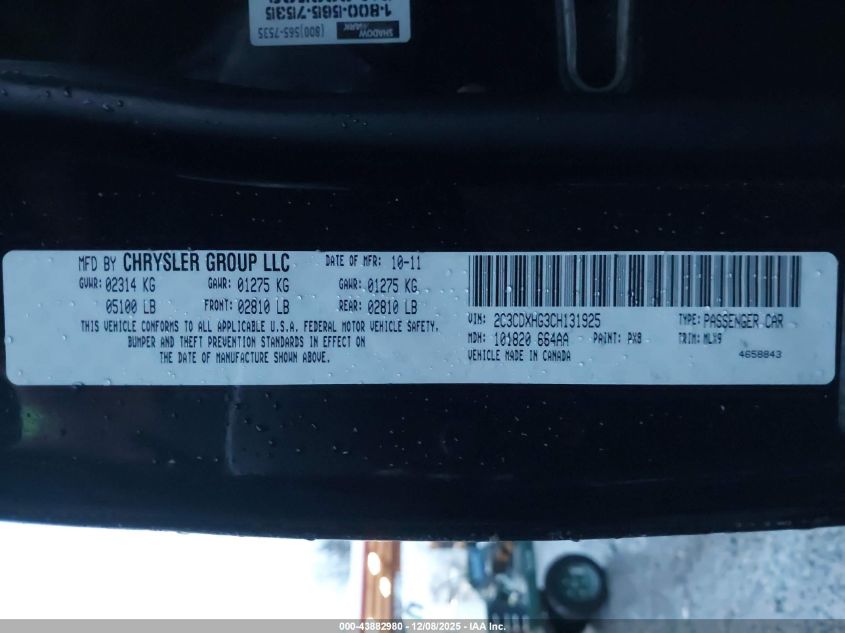 1-800-565-7535
SHADOW MARK (800)565-7535
MFD BY CHRYSLER GROUP LLC DATE OF MFR: 10-11
GVWR: 02314 KG GAWR: 01275 KG GAWR: 01275 KG
05100 LB FRONT: 02810 LB REAR: 02810 LB
THIS VEHICLE CONFORMS TO ALL APPLICABLE U.S.A. FEDERAL MOTOR VEHICLE SAFETY,
BUMPER AND THEFT PREVENTION STANDARDS IN EFFECT ON
THE DATE OF MANUFACTURE SHOWN ABOVE.
VIN: 2C3CDXHG3CH131925 TYPE: PASSENGER CAR
MDH: 101820 664AA PAINT: PX8 TRIM: MLX9
VEHICLE MADE IN CANADA 4658843
000-43882980 - 12/08/2025 - IAA Inc.